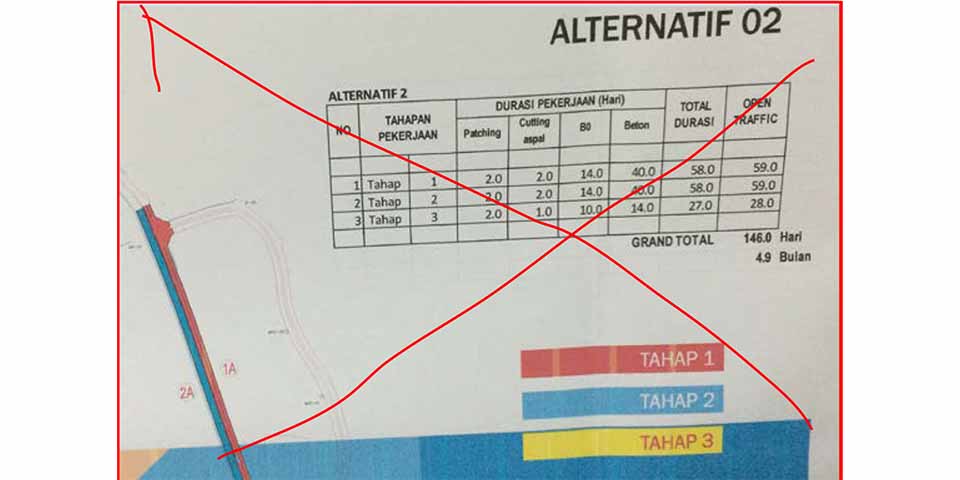 ALTERNATIF 02
ALTERNATIF 2
NO TAHAPAN PEKERJAAN DURASI PEKERJAAN (Hari) TOTAL DURASI OPEN TRAFFIC
Patching Cutting aspal B0 Beton
1 Tahap 1 2.0 2.0 14.0 40.0 58.0 59.0
2 Tahap 2 2.0 2.0 14.0 40.0 58.0 59.0
3 Tahap 3 2.0 1.0 10.0 14.0 27.0 28.0
GRAND TOTAL 146.0 Hari
4.9 Bulan
1A
2A
TAHAP 1
TAHAP 2
TAHAP 3